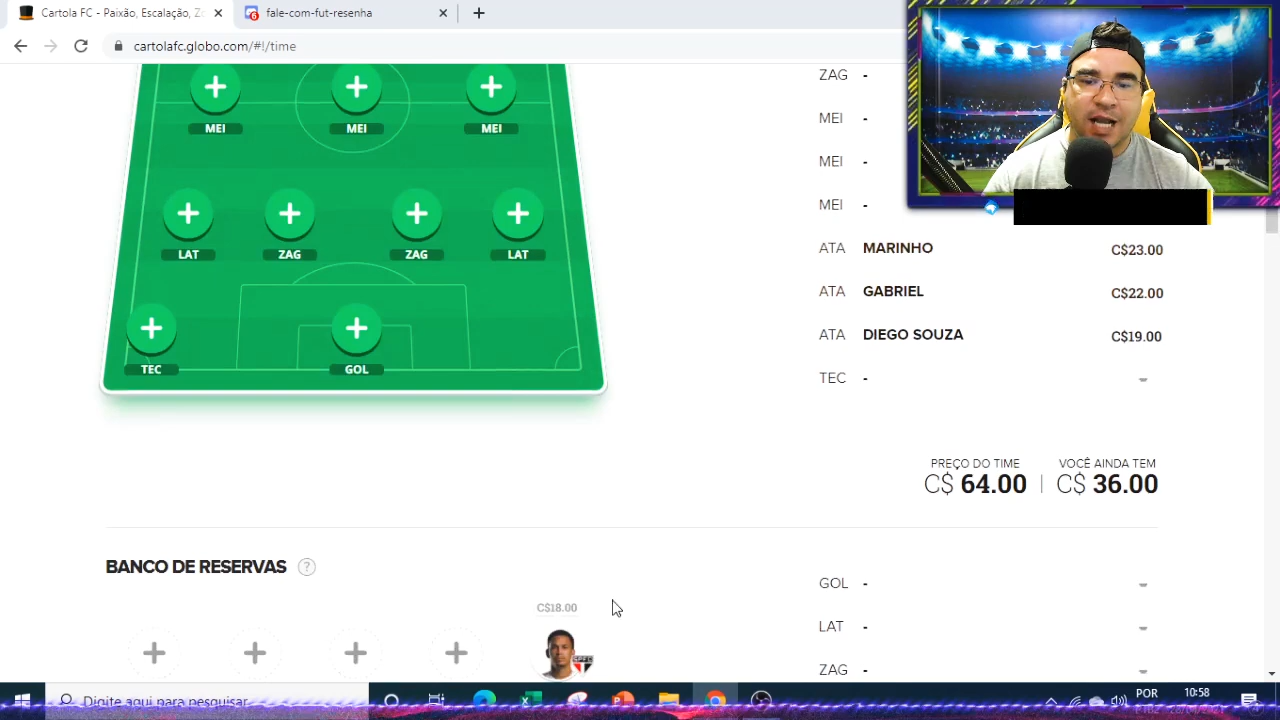 Cartola FC - Paixão, Escalação, Z
6 fale-com-fut-resenha
cartolafc.globo.com/#!/time
MEI MEI MEI
LAT ZAG ZAG LAT
TEC GOL
ZAG -
MEI -
MEI -
MEI -
ATA MARINHO C$23.00
ATA GABRIEL C$22.00
ATA DIEGO SOUZA C$19.00
TEC - -
PREÇO DO TIME VOCÊ AINDA TEM
C$ 64.00 C$ 36.00
BANCO DE RESERVAS ?
C$18.00
GOL - -
LAT - -
ZAG - -
Digite aqui para pesquisar
POR 10:58